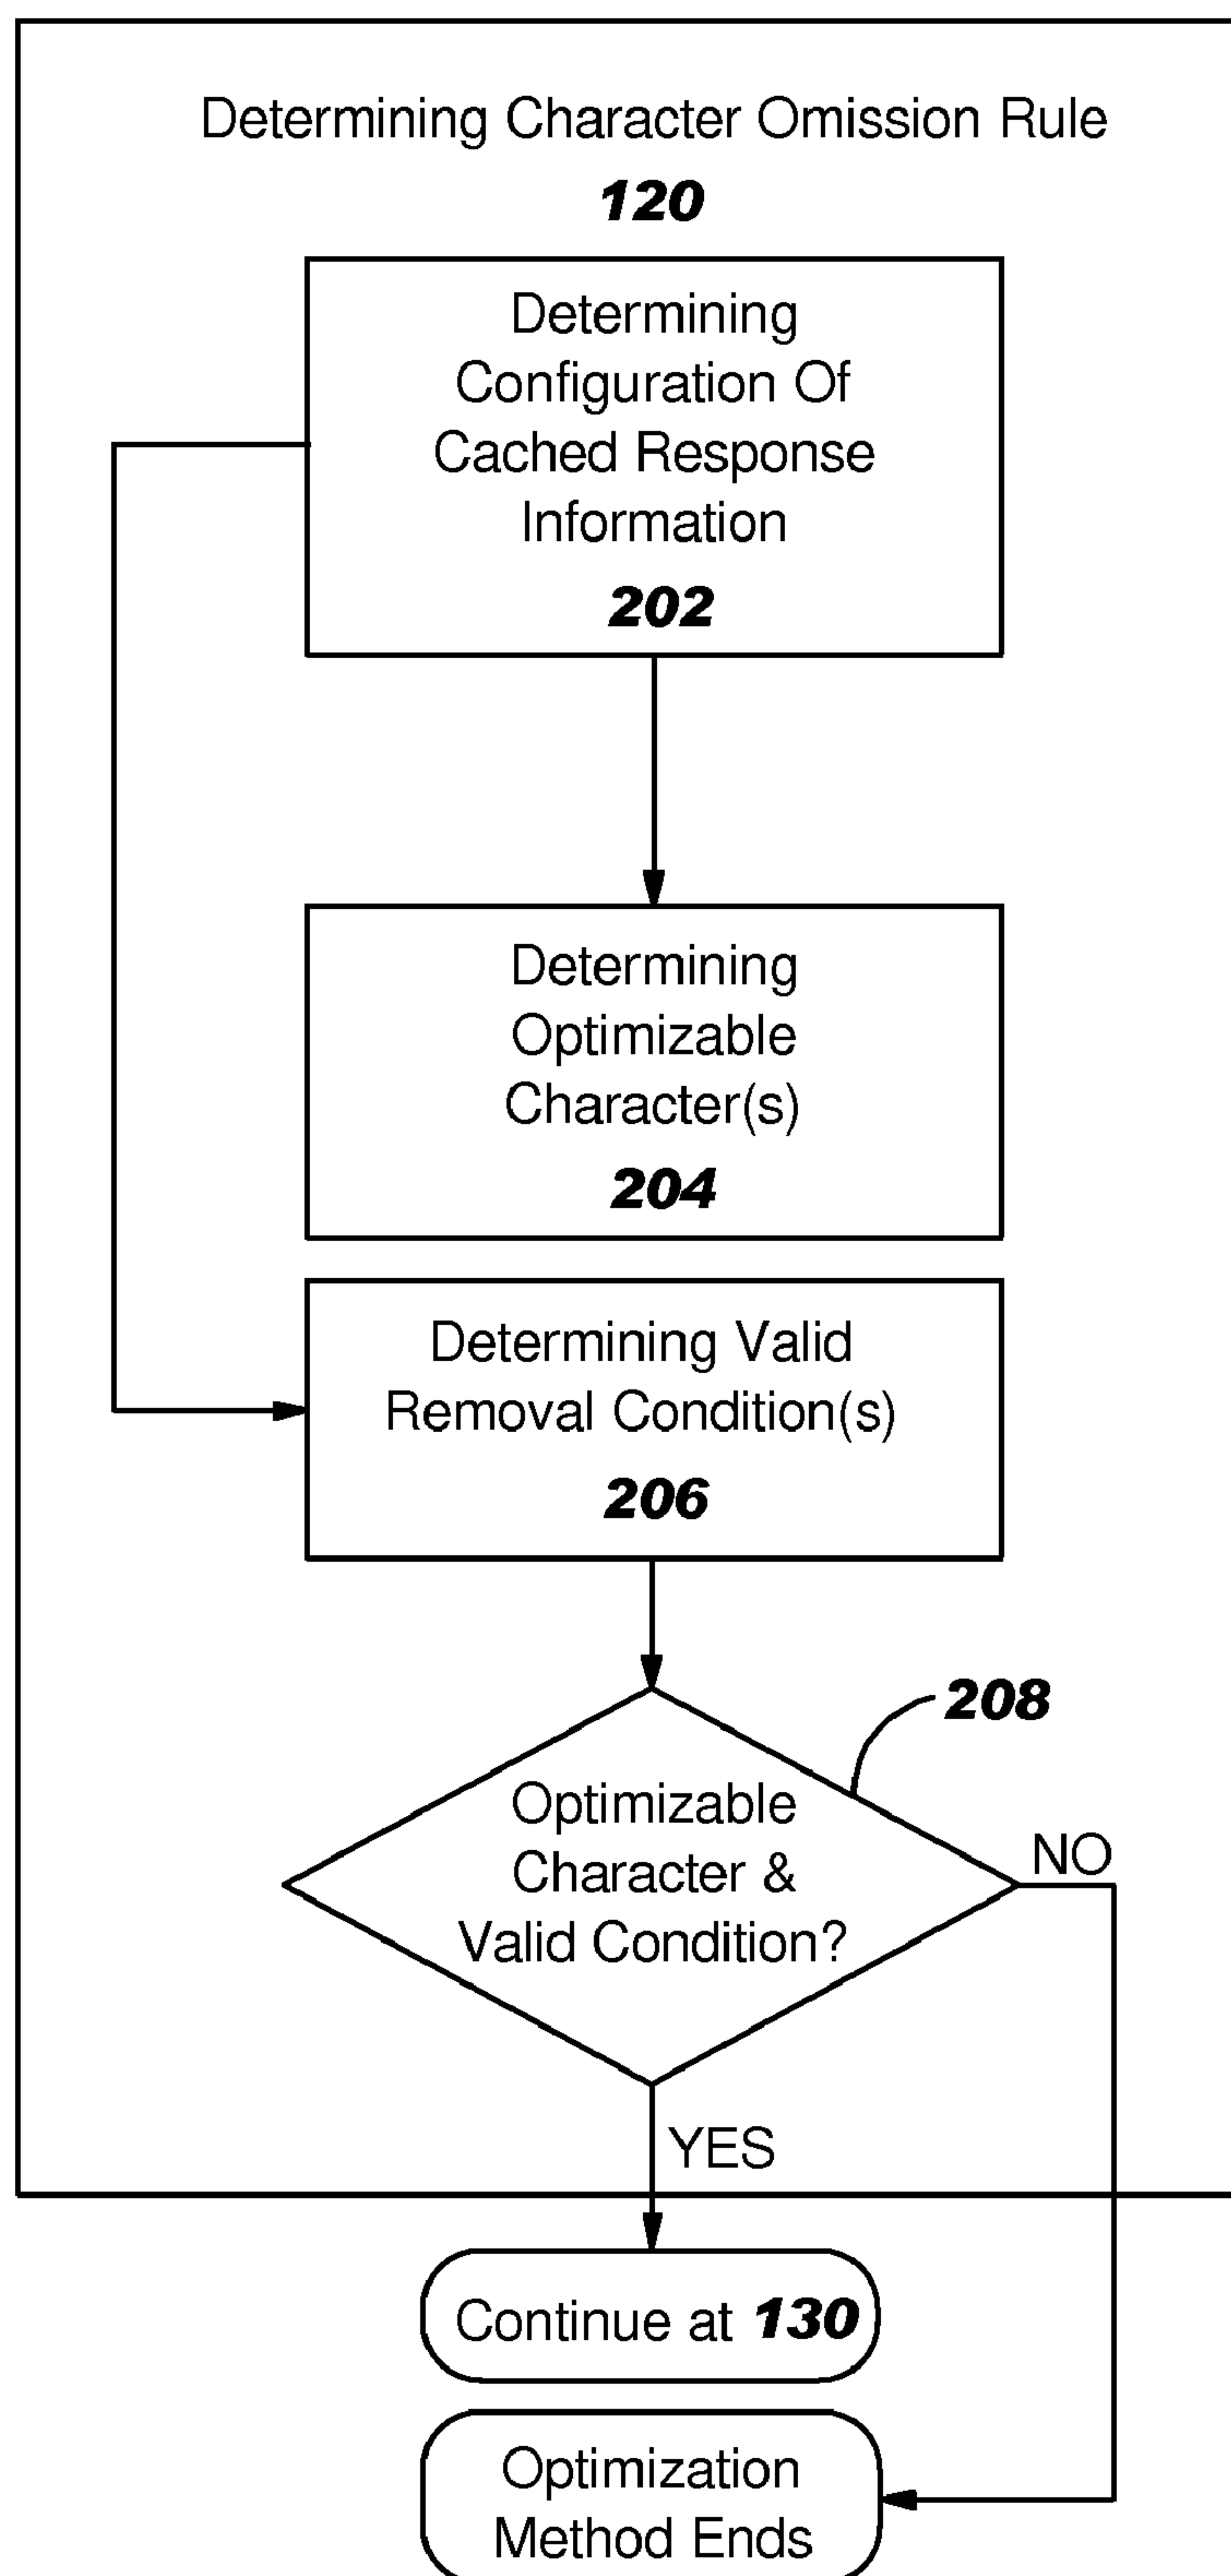 Determining Character Omission Rule
120
Determining
Configuration Of
Cached Response
Information
202
Determining
Optimizable
Character(s)
204
Determining Valid
Removal Condition(s)
206
208
Optimizable
Character &
Valid Condition?
NO
YES
Continue at 130
Optimization
Method Ends